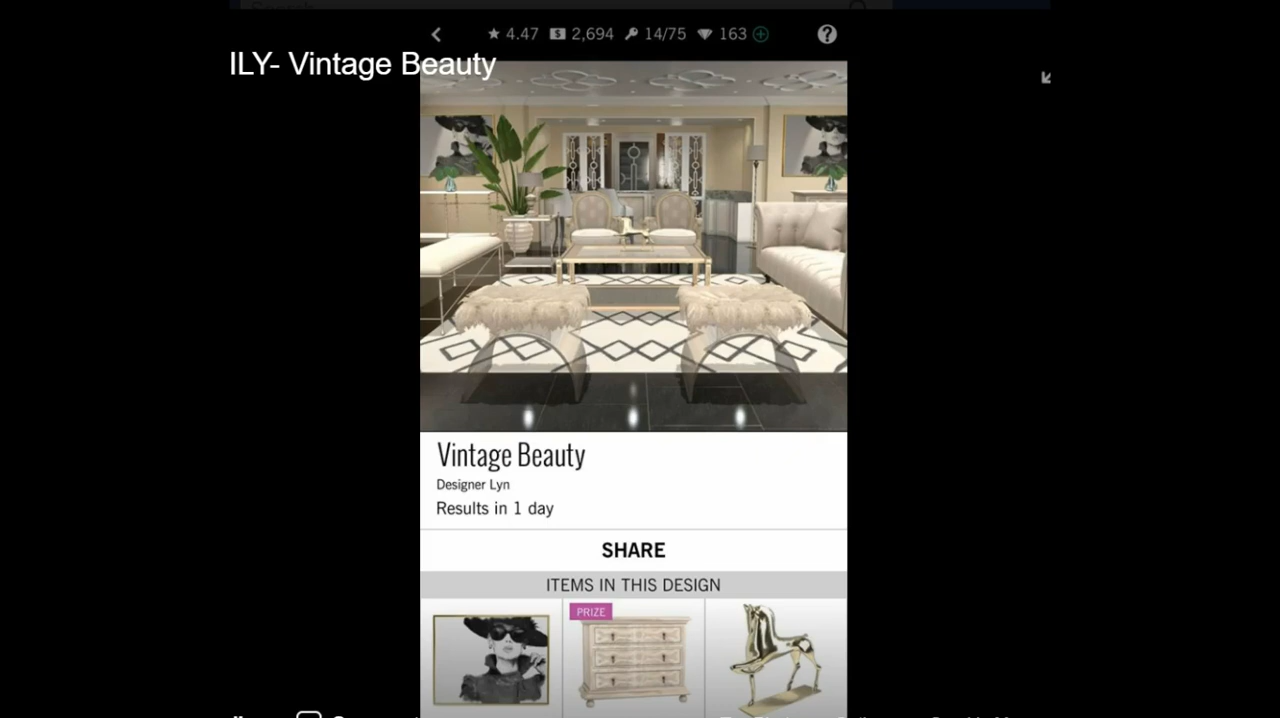 4.47 2,694 14/75 163
ILY- Vintage Beauty
Vintage Beauty
Designer Lyn
Results in 1 day
SHARE
ITEMS IN THIS DESIGN
PRIZE